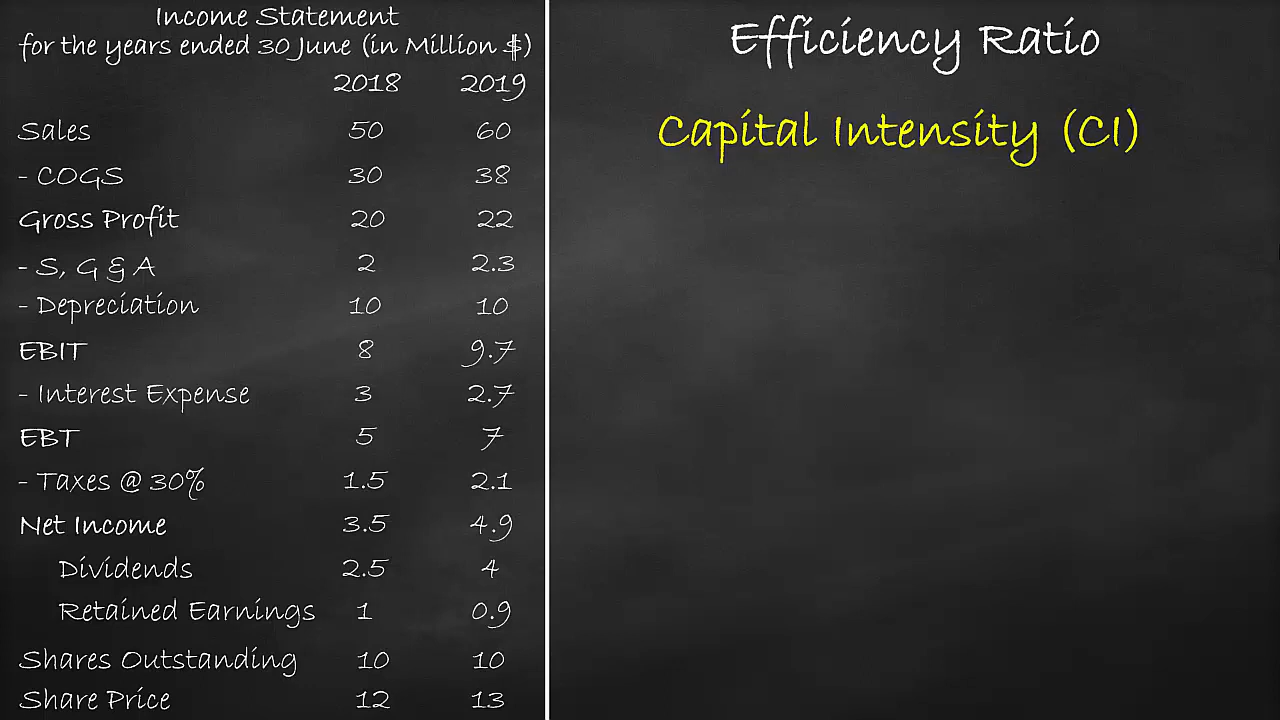 Income Statement
for the years ended 30 June (in Million $)
2018 2019
Sales 50 60
- COGS 30 38
Gross Profit 20 22
- S, G & A 2 2.3
- Depreciation 10 10
EBIT 8 9.7
- Interest Expense 3 2.7
EBT 5 7
- Taxes @ 30% 1.5 2.1
Net Income 3.5 4.9
Dividends 2.5 4
Retained Earnings 1 0.9
Shares Outstanding 10 10
Share Price 12 13
Efficiency Ratio
Capital Intensity (CI)